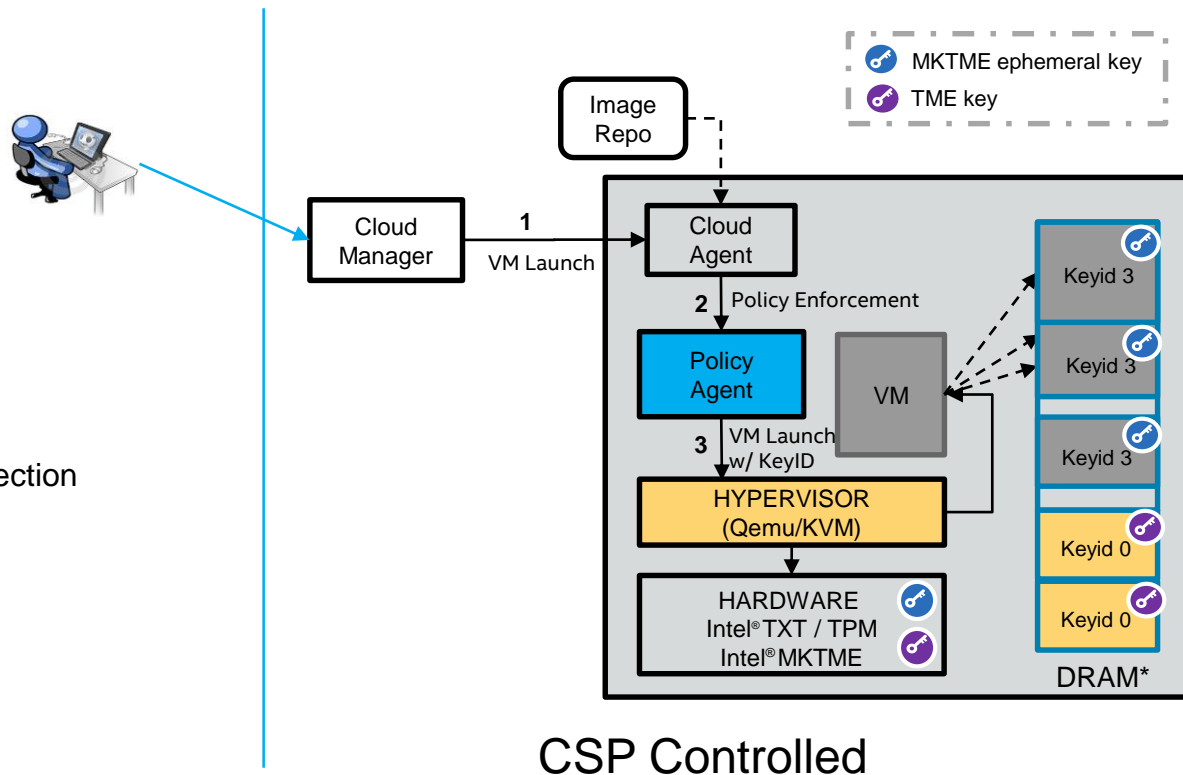 MKTME ephemeral key
TME key
Image
Repo
Cloud
Manager
1
VM Launch
Cloud
Agent
2
Policy Enforcement
Policy
Agent
3
VM Launch
w/ KeyID
VM
HYPERVISOR
(Qemu/KVM)
HARDWARE
Intel® TXT / TPM
Intel® MKTME
Keyid 3
Keyid 3
Keyid 3
Keyid 0
Keyid 0
DRAM*
ection
CSP Controlled